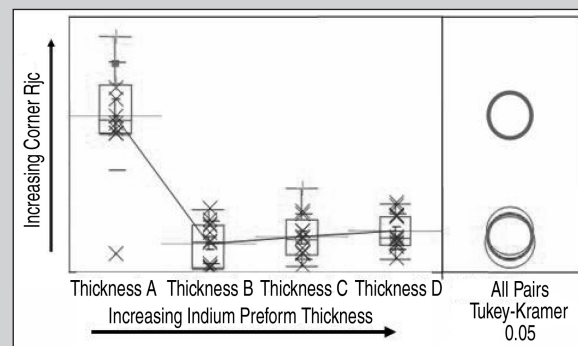 Increasing Corner Rjc
Thickness A Thickness B Thickness C Thickness D
Increasing Indium Preform Thickness
All Pairs
Tukey-Kramer
0.05